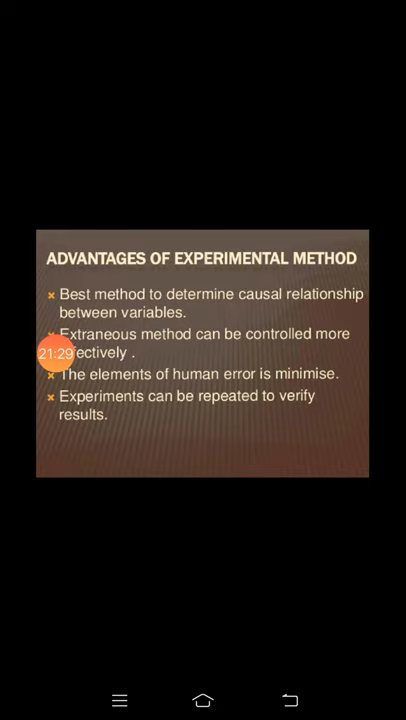 ADVANTAGES OF EXPERIMENTAL METHOD
Best method to determine causal relationship
between variables.
Extraneous method can be controlled more
21:29 fectively .
The elements of human error is minimise.
Experiments can be repeated to verify
results.